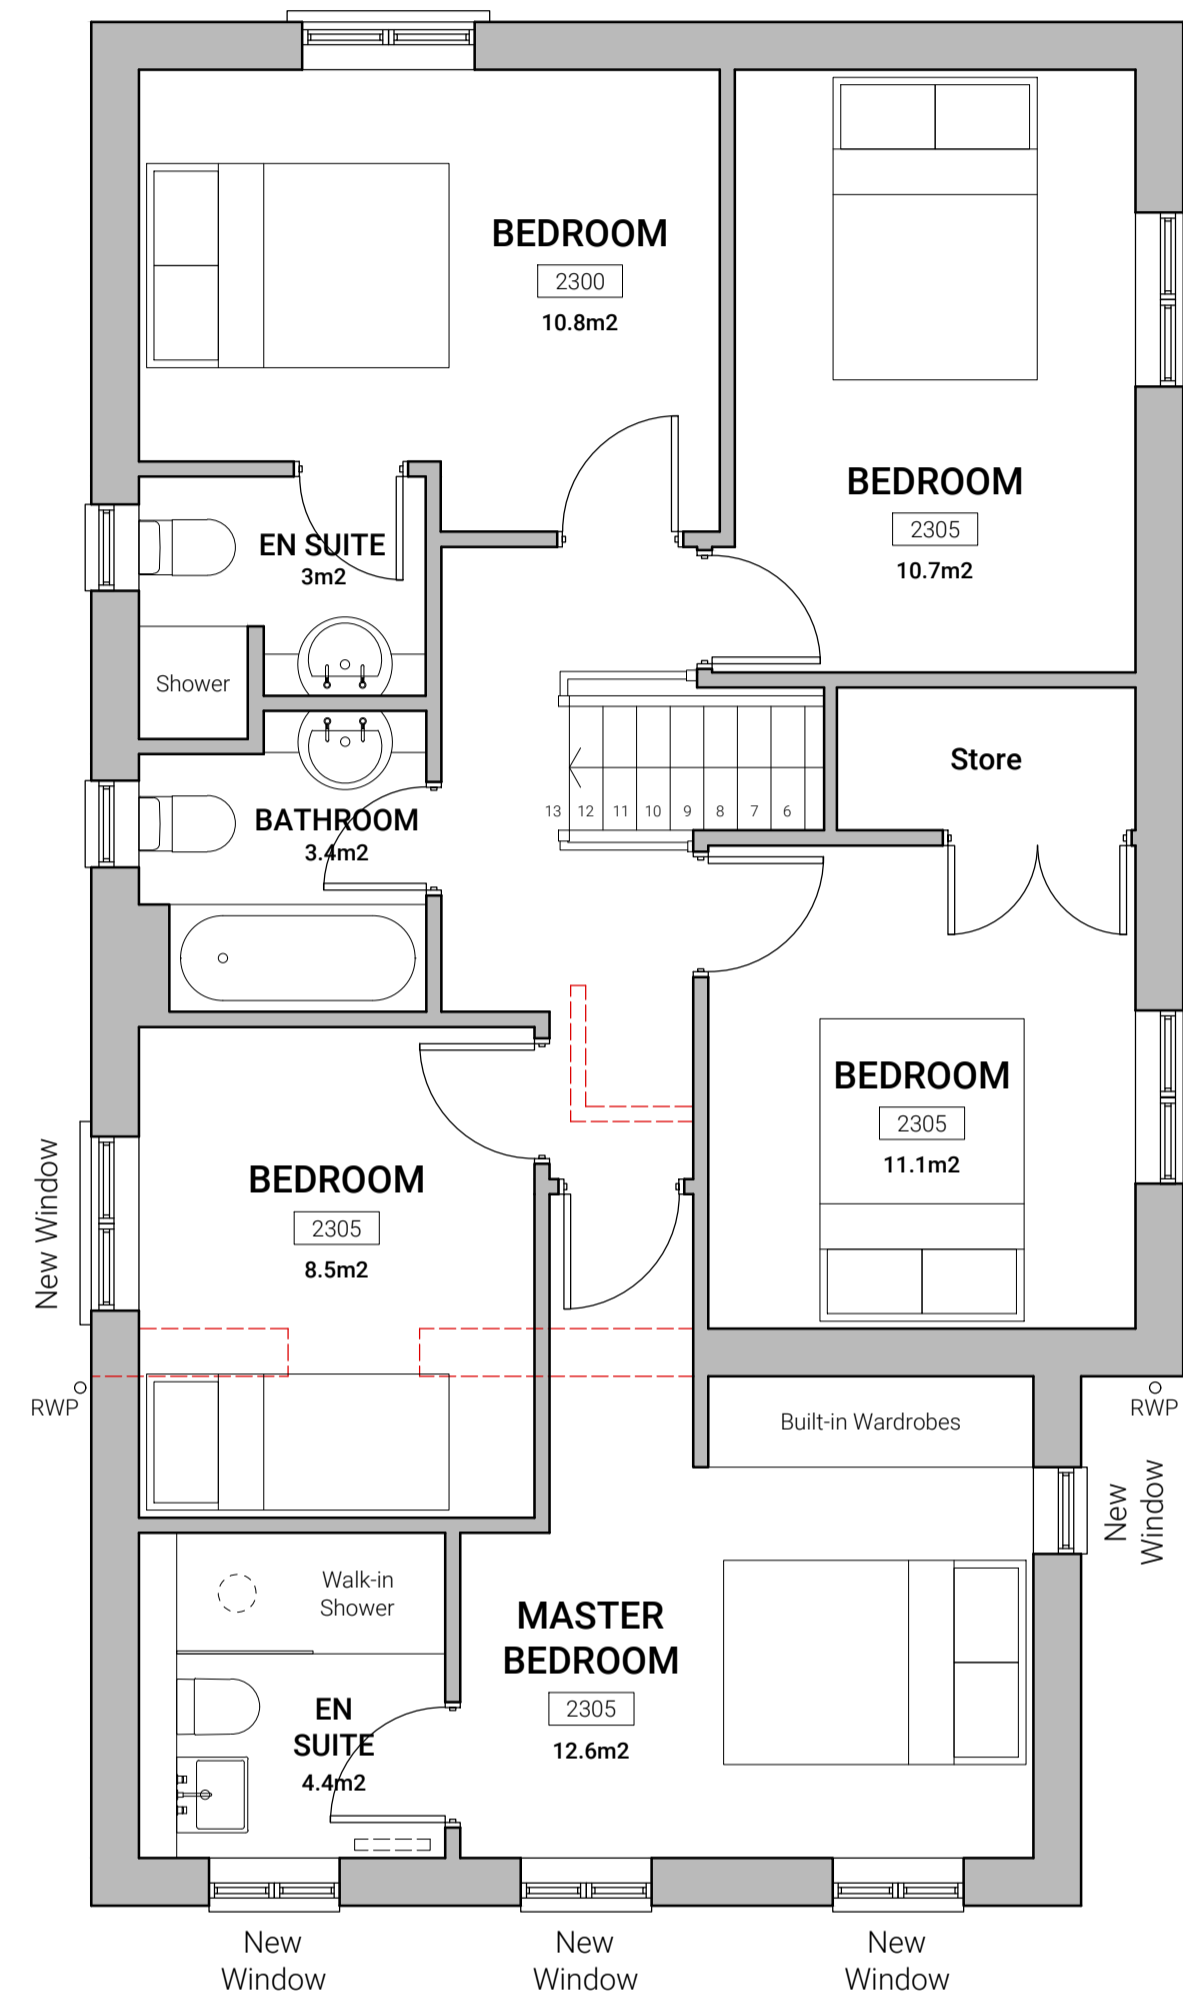 BEDROOM
2300
10.8m2
BEDROOM
2305
10.7m2
EN SUITE
3m2
Shower
Store
13 12 11 10 9 8 7 6
BATHROOM
3.4m2
BEDROOM
2305
11.1m2
New Window
BEDROOM
2305
8.5m2
RWP
RWP
Built-in Wardrobes
New
Window
Walk-in
Shower
MASTER
BEDROOM
2305
12.6m2
EN
SUITE
4.4m2
New
Window
New
Window
New
Window